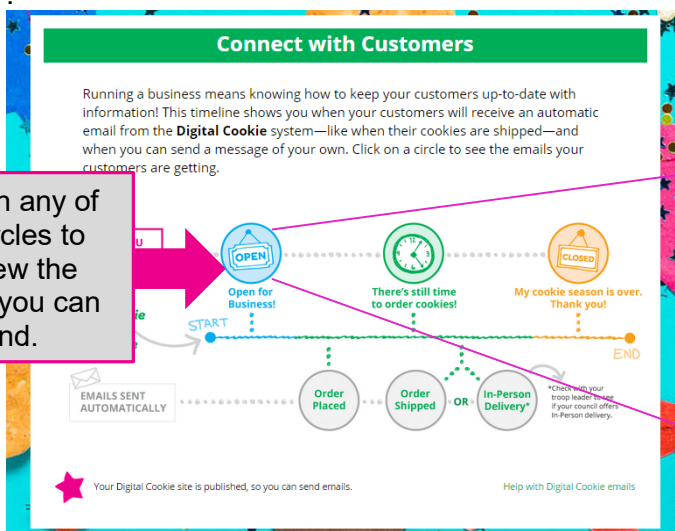 Connect with Customers
Running a business means knowing how to keep your customers up-to-date with
information! This timeline shows you when your customers will receive an automatic
email from the Digital Cookie system—like when their cookies are shipped—and
when you can send a message of your own. Click on a circle to see the emails your
customers are getting.
n any of
rcles to
ew the
you can
nd.
U
OPEN
CLOSED
Open for
Business!
There's still time
to order cookies!
My cookie season is over.
Thank you!
START
END
EMAILS SENT
AUTOMATICALLY
Order
Placed
Order
Shipped
OR
In-Person
Delivery*
*Check with your
troop leader to see
if your council offers
In-Person delivery.
Your Digital Cookie site is published, so you can send emails.
Help with Digital Cookie emails